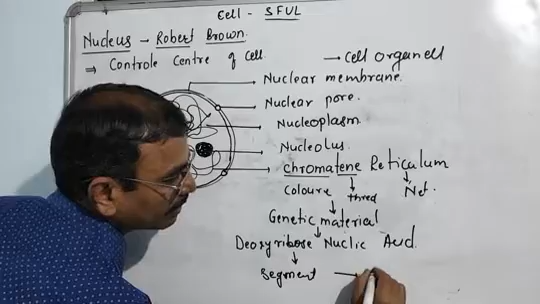 Cell - SFUL
Nucleus - Robert Brown.
⇒ Controle Centre of Cell. → Cell organell
Nuclear membrane.
Nuclear pore.
Nucleoplasm
Nucleolus.
chromatene Reticulum
Coloure thred Net.
Genetic material
Deoxyribose Nuclic Acid.
Segment —